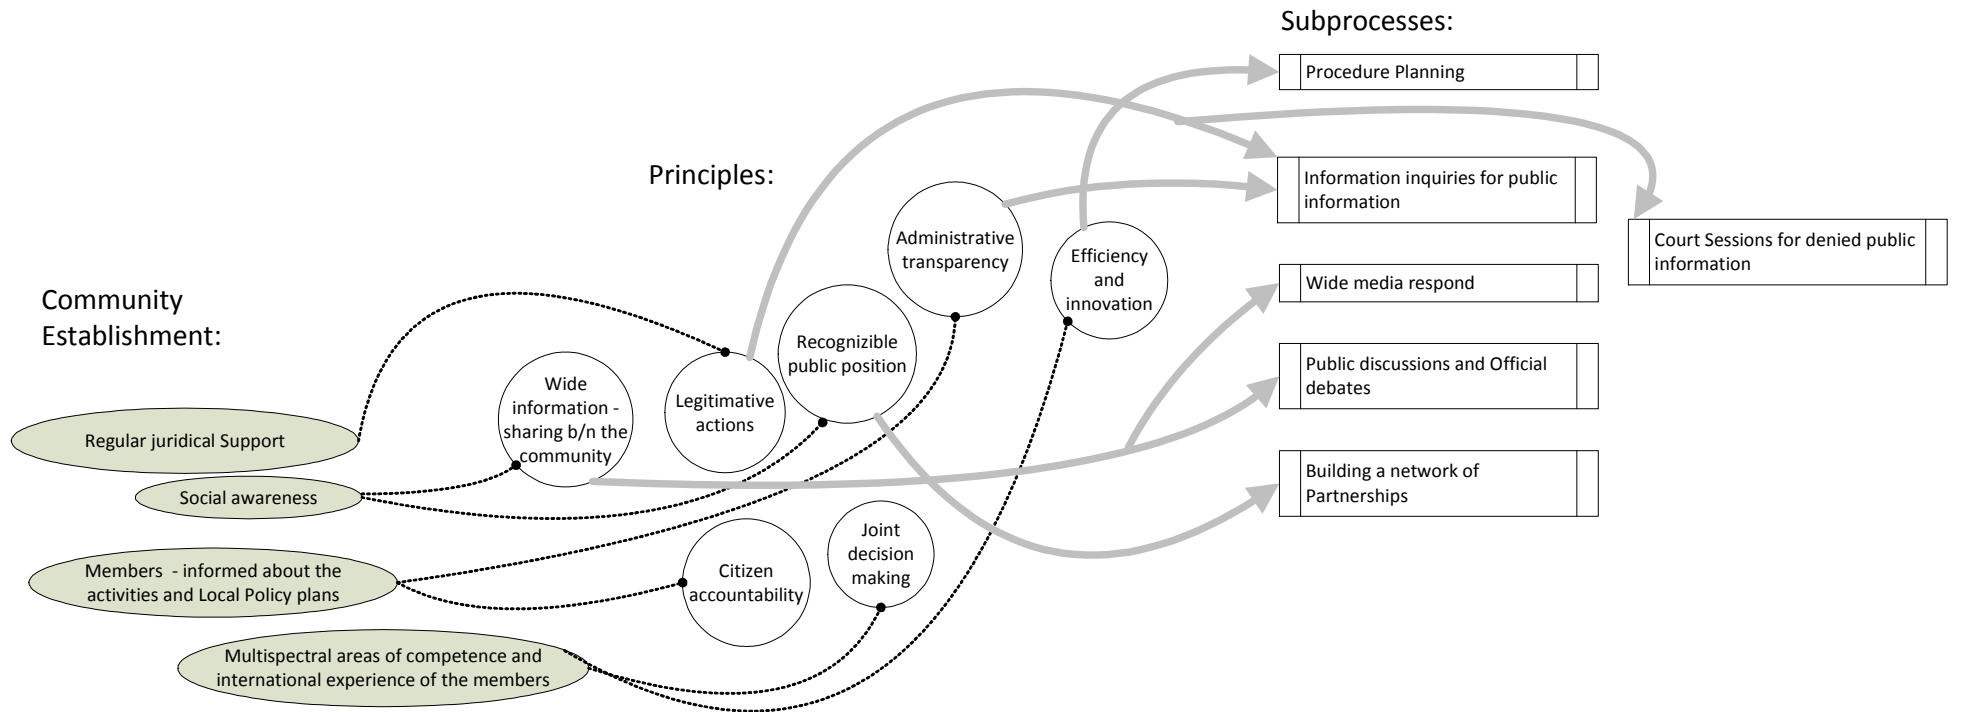 Subprocesses:
Procedure Planning
Information inquiries for public
information
Court Sessions for denied public
information
Wide media respond
Public discussions and Official
debates
Building a network of
Partnerships
Principles:
Administrative
transparency
Efficiency
and
innovation
Recognizible
public position
Legitimative
actions
Wide
information -
sharing b/n the
community
Citizen
accountability
Joint
decision
making
Community
Establishment:
Regular juridical Support
Social awareness
Members  - informed about the
activities and Local Policy plans
Multispectral areas of competence and
international experience of the members